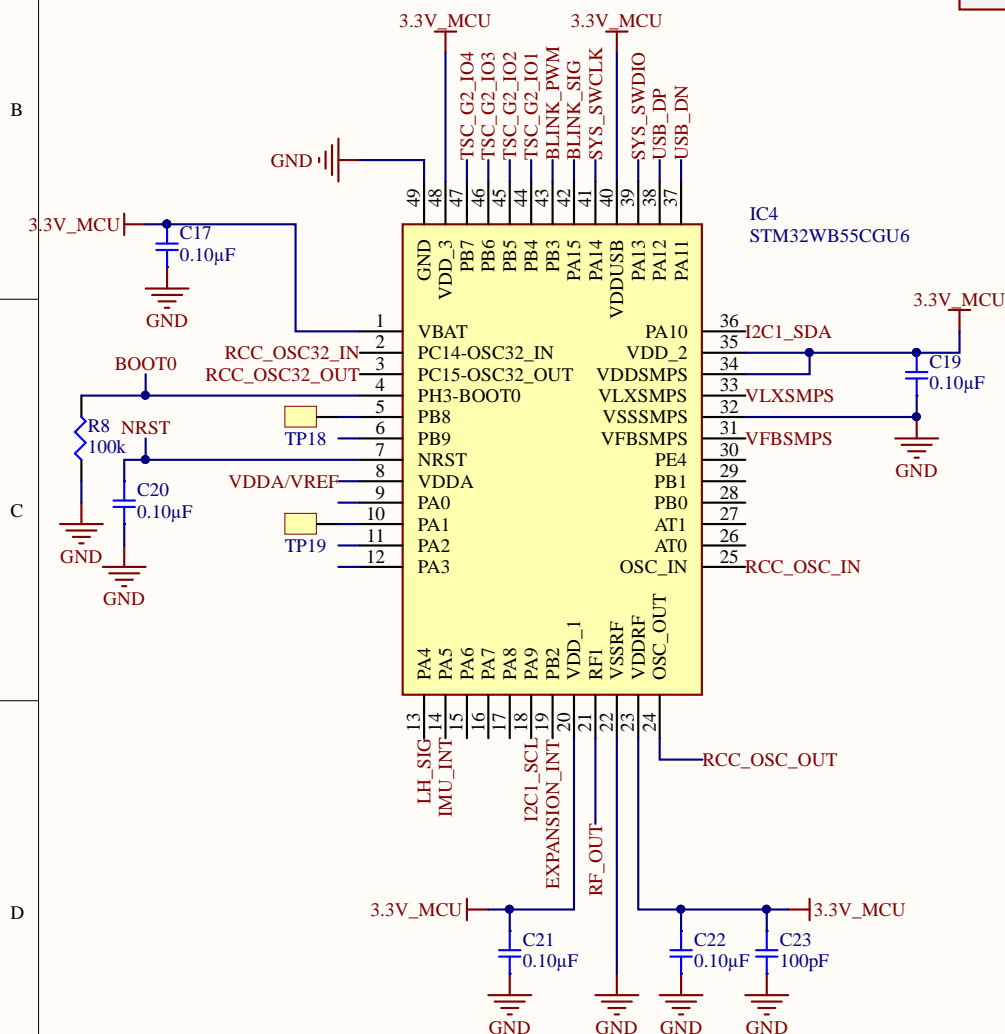 3.3V_MCU
3.3V_MCU
B
TSC_G2_IO4
TSC_G2_IO3
TSC_G2_IO2
TSC_G2_IO1
BLINK_PWM
BLINK_SIG
SYS_SWCLK
SYS_SWDIO
USB_DP
USB_DN
GND
49
48
47
46
45
44
43
42
41
40
39
38
37
IC4
STM32WB55CGU6
3.3V_MCU
C17
0.10µF
GND
GND
VDD_3
PB7
PB6
PB5
PB4
PB3
PA15
PA14
VDDUSB
PA13
PA12
PA11
3.3V_MCU
1 VBAT
RCC_OSC32_IN 2 PC14-OSC32_IN
RCC_OSC32_OUT 3 PC15-OSC32_OUT
BOOT0 4 PH3-BOOT0
TP18 5 PB8
6 PB9
NRST 7 NRST
VDDA/VREF 8 VDDA
9 PA0
TP19 10 PA1
11 PA2
12 PA3
PA10 36 I2C1_SDA
VDD_2 35
VDDSMPS 34
VLXSMPS 33 VLXSMPS
VSSSMPS 32
VFBSMPS 31 VFBSMPS
PE4 30
PB1 29
PB0 28
AT1 27
AT0 26
OSC_IN 25 RCC_OSC_IN
C19
0.10µF
GND
R8
100k
GND
C
C20
0.10µF
GND
PA4
PA5
PA6
PA7
PA8
PA9
PB2
VDD_1
RF1
VSSRF
VDDRF
OSC_OUT
13
14
15
16
17
18
19
20
21
22
23
24
LH_SIG
IMU_INT
I2C1_SCL
EXPANSION_INT
RF_OUT
RCC_OSC_OUT
D
3.3V_MCU
3.3V_MCU
C21
0.10µF
C22
0.10µF
C23
100pF
GND
GND
GND
GND